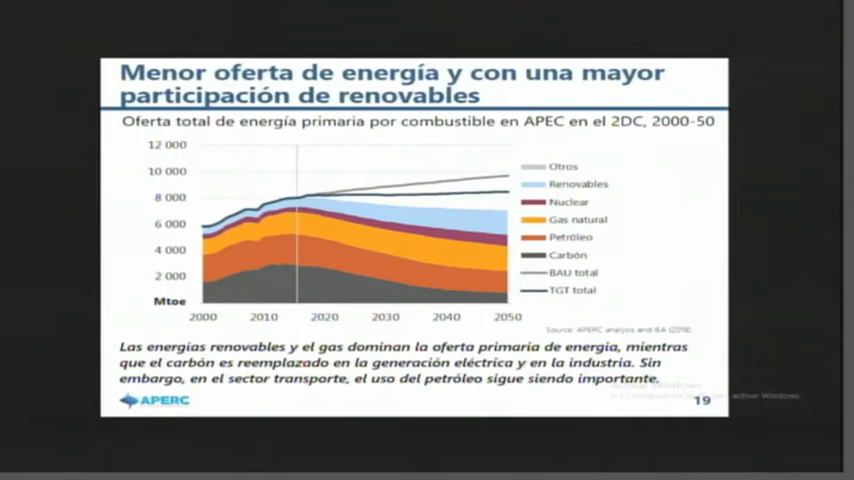 Menor oferta de energía y con una mayor
participación de renovables
Oferta total de energía primaria por combustible en APEC en el 2DC, 2000-50
12 000
10 000
8 000
6 000
4 000
2 000
Mtoe
2000
2010
2020
2030
2040
2050
Otros
Renovables
Nuclear
Gas natural
Petróleo
Carbón
BAU total
TGT total
Source: APERC analysis and IEA (2018)
Las energías renovables y el gas dominan la oferta primaria de energia, mientras
que el carbón es reemplazado en la generación eléctrica y en la industria. Sin
embargo, en el sector transporte, el uso del petróleo sigue siendo importante.
Activar Windows
activar Windows.
APERC
19